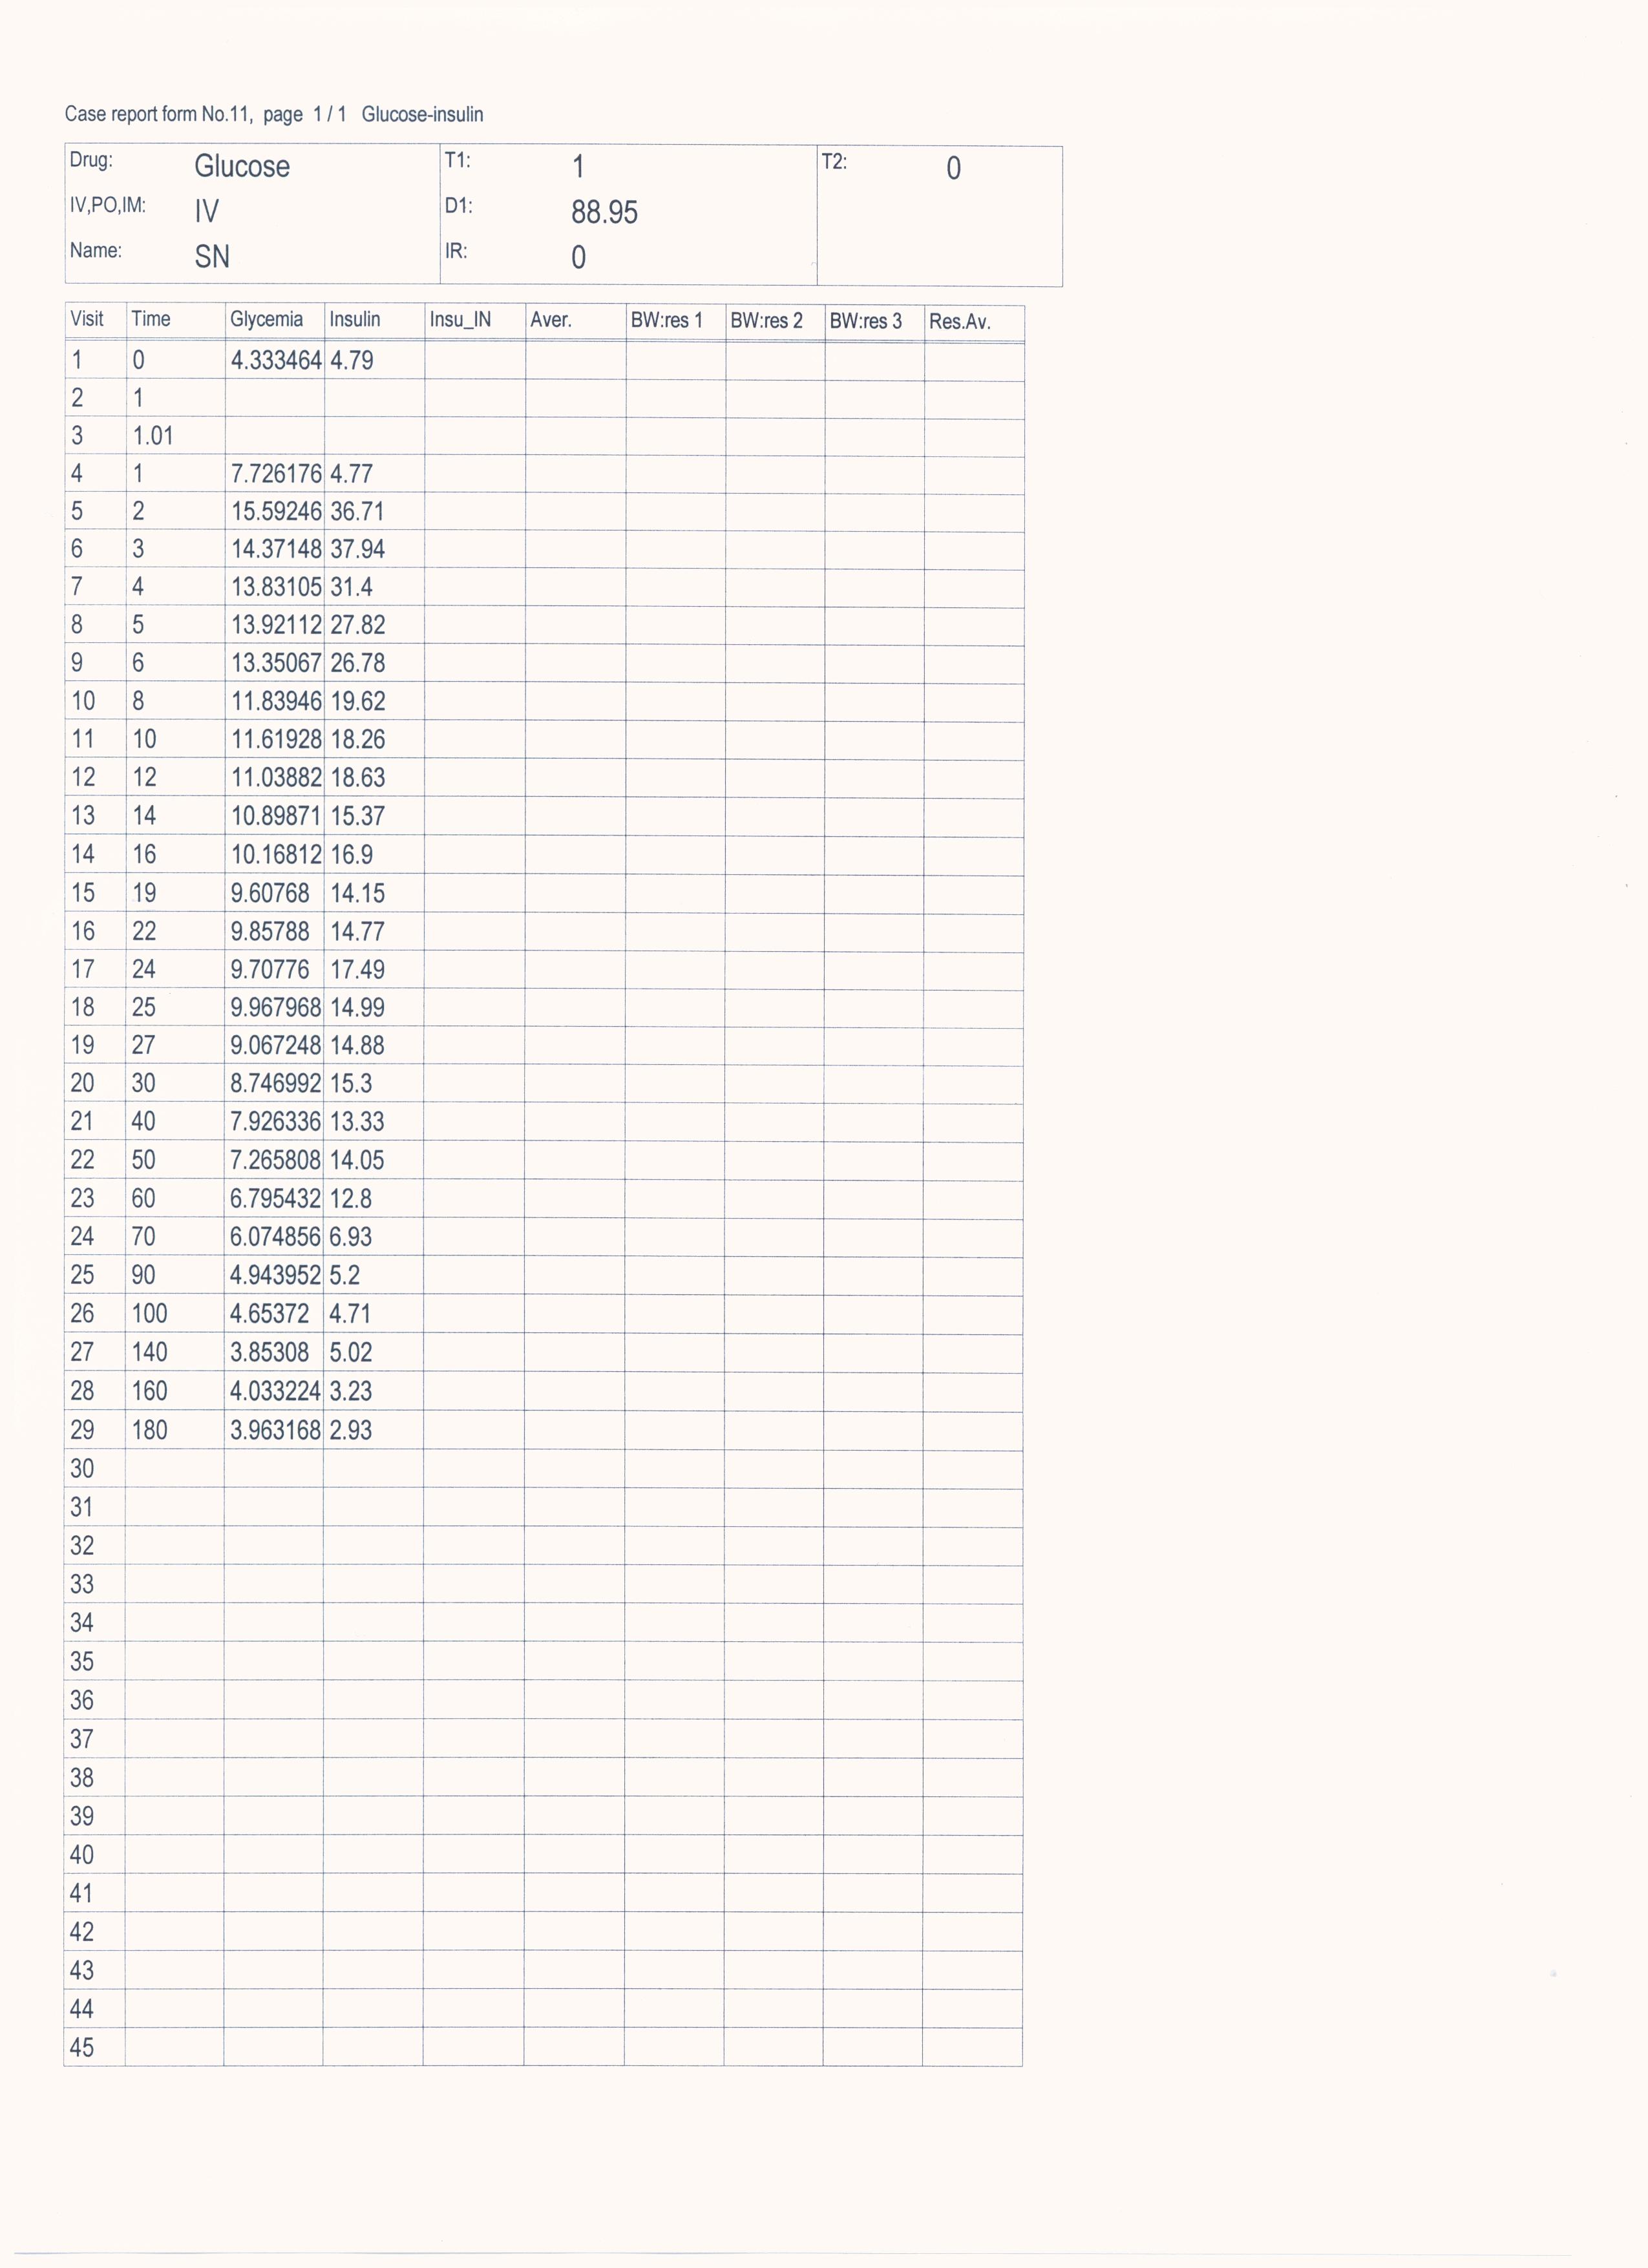 Case report form No.11, page 1 / 1 Glucose-insulin
Drug: Glucose T1: 1 T2: 0
IV,PO,IM: IV D1: 88.95
Name: SN IR: 0
Visit Time Glycemia Insulin Insu_IN Aver. BW:res 1 BW:res 2 BW:res 3 Res.Av.
1 0 4.333464 4.79
2 1
3 1.01
4 1 7.726176 4.77
5 2 15.59246 36.71
6 3 14.37148 37.94
7 4 13.83105 31.4
8 5 13.92112 27.82
9 6 13.35067 26.78
10 8 11.83946 19.62
11 10 11.61928 18.26
12 12 11.03882 18.63
13 14 10.89871 15.37
14 16 10.16812 16.9
15 19 9.60768 14.15
16 22 9.85788 14.77
17 24 9.70776 17.49
18 25 9.967968 14.99
19 27 9.067248 14.88
20 30 8.746992 15.3
21 40 7.926336 13.33
22 50 7.265808 14.05
23 60 6.795432 12.8
24 70 6.074856 6.93
25 90 4.943952 5.2
26 100 4.65372 4.71
27 140 3.85308 5.02
28 160 4.033224 3.23
29 180 3.963168 2.93
30
31
32
33
34
35
36
37
38
39
40
41
42
43
44
45